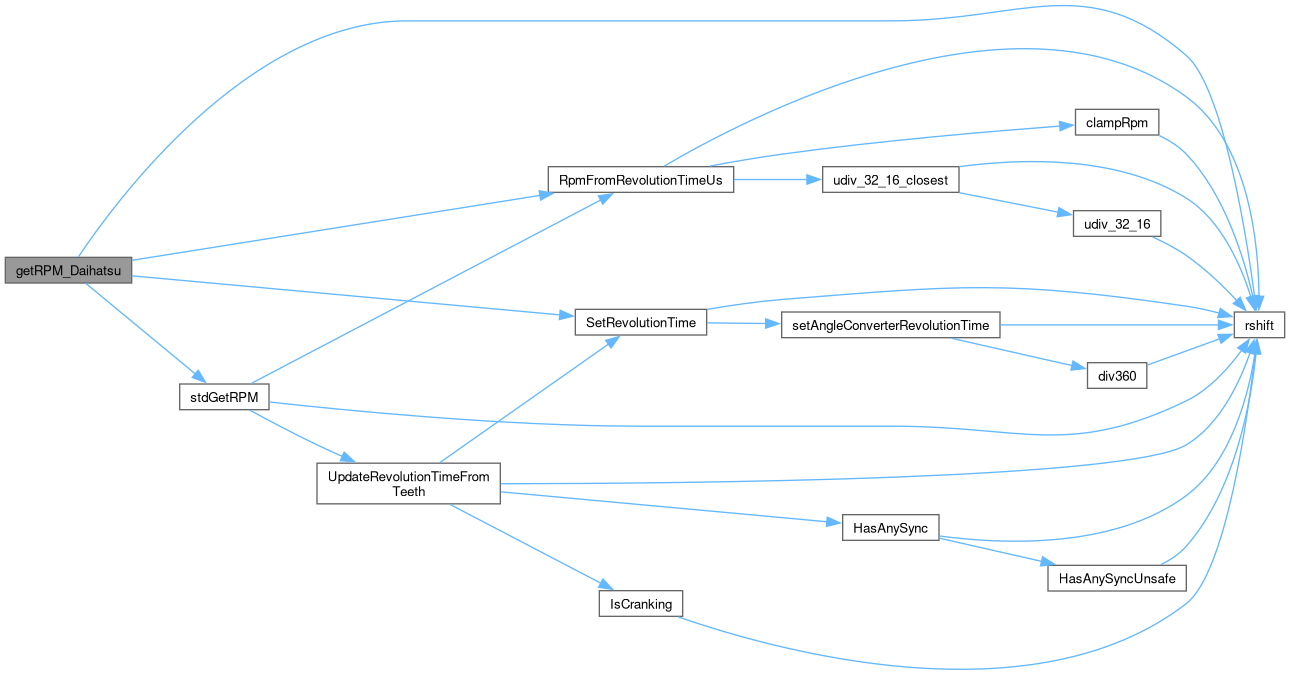 clampRpm
RpmFromRevolutionTimeUs
udiv_32_16_closest
udiv_32_16
getRPM_Daihatsu
SetRevolutionTime
setAngleConverterRevolutionTime
rshift
div360
stdGetRPM
UpdateRevolutionTimeFrom
Teeth
HasAnySync
HasAnySyncUnsafe
IsCranking